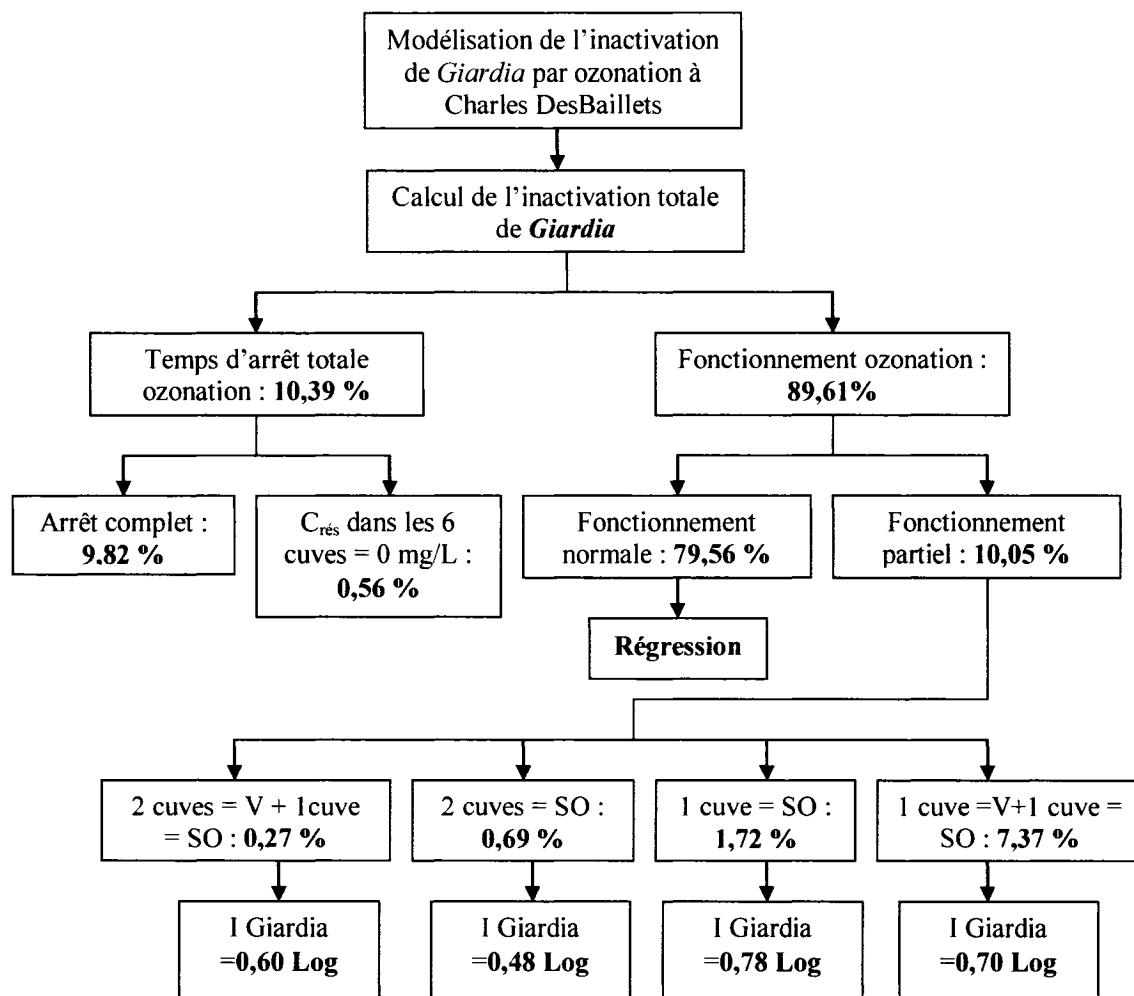 Modélisation de l'inactivation
de Giardia par ozonation à
Charles DesBaillets
Calcul de l'inactivation totale
de Giardia
Temps d'arrêt totale
ozonation : 10,39 %
Fonctionnement ozonation :
89,61%
Arrêt complet :
9,82 %
Crés dans les 6
cuves = 0 mg/L :
0,56 %
Fonctionnement
normale : 79,56 %
Fonctionnement
partiel : 10,05 %
Régression
2 cuves = V + 1cuve
= SO : 0,27 %
2 cuves = SO :
0,69 %
1 cuve = SO :
1,72 %
1 cuve =V+1 cuve =
SO : 7,37 %
I Giardia
=0,60 Log
I Giardia
=0,48 Log
I Giardia
=0,78 Log
I Giardia
=0,70 Log